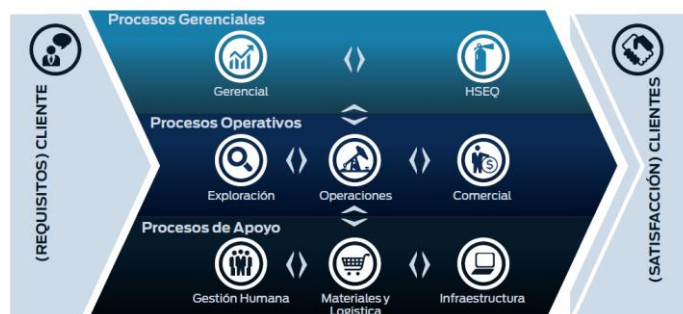 Procesos Gerenciales
Gerencial
HSEQ
(REQUISITOS) CLIENTE
Procesos Operativos
Exploración
Operaciones
Comercial
Procesos de Apoyo
Gestión Humana
Materiales y
Logistica
Infraestructura
(SATISFACCIÓN) CLIENTES